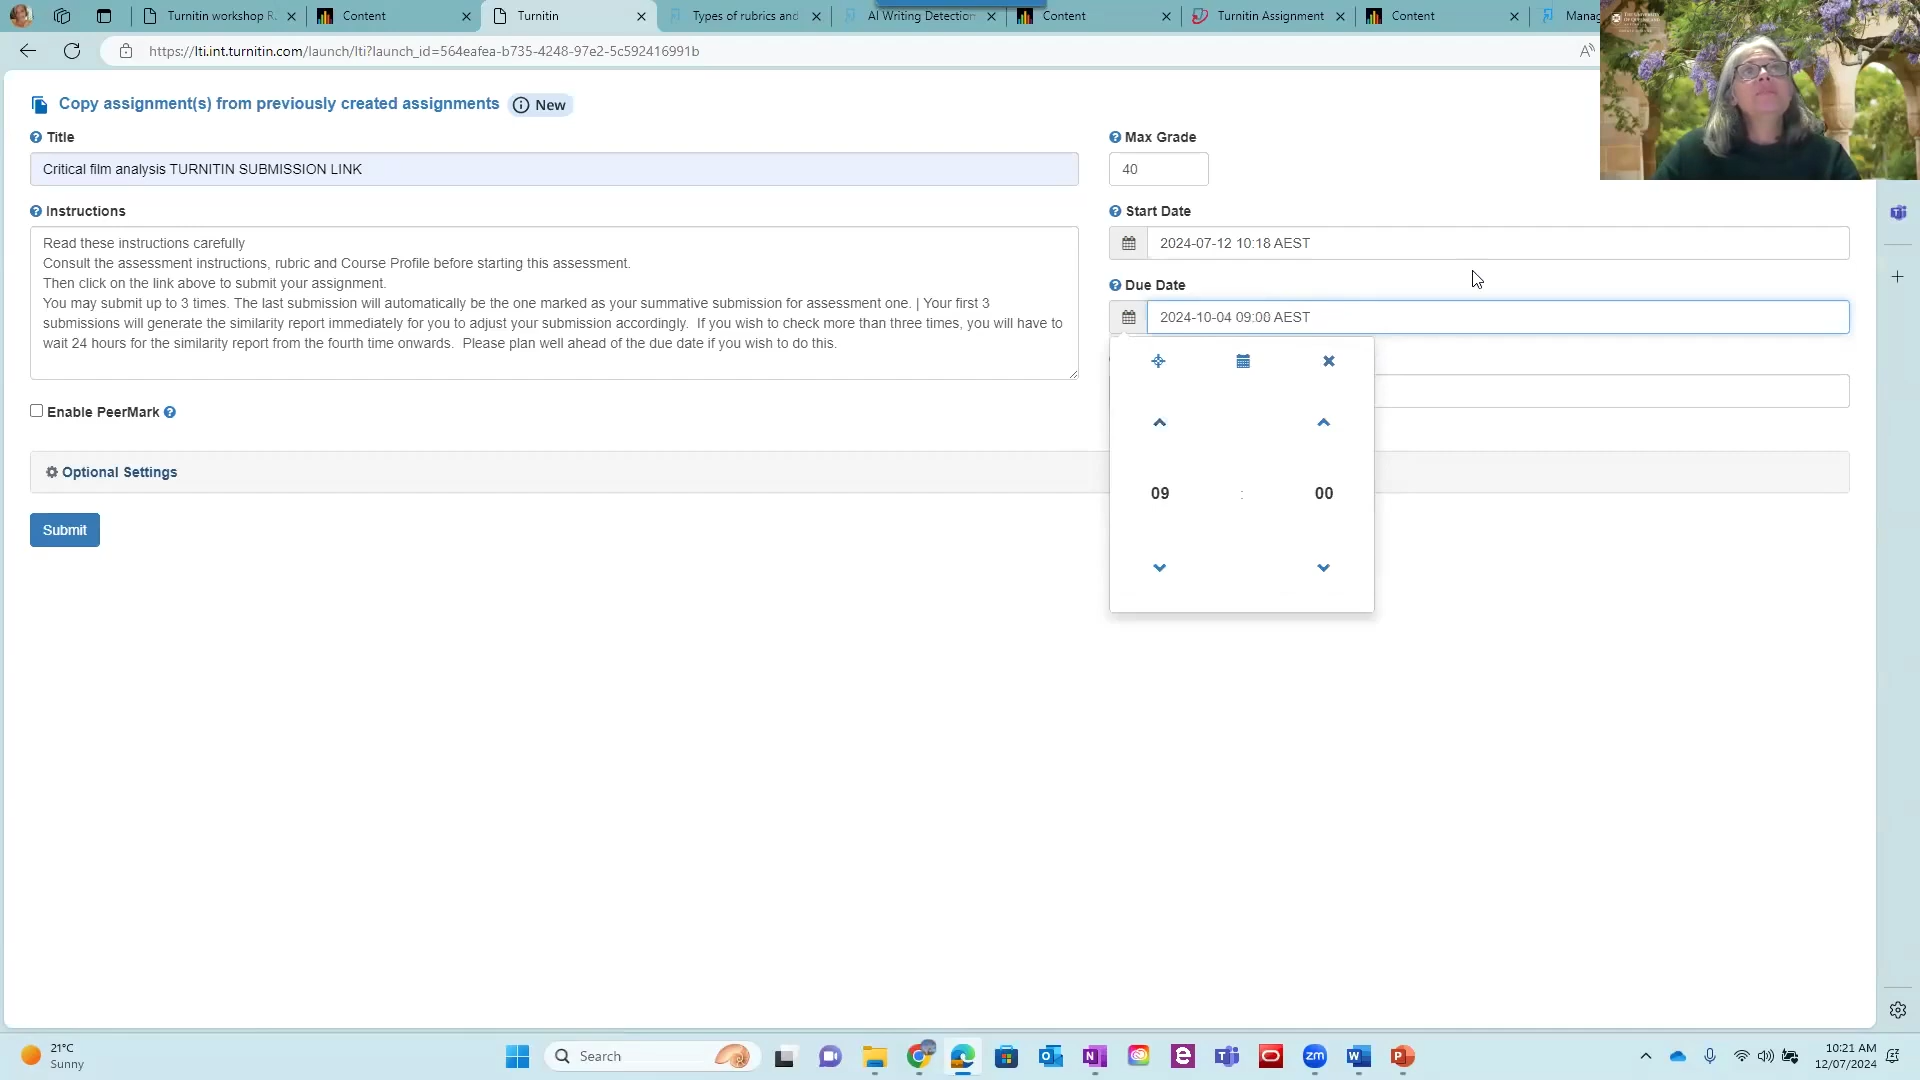 Turnitin workshop R
Content
Turnitin
Types of rubrics and
AI Writing Detection
Content
Turnitin Assignment
Content
Manag
https://lti.int.turnitin.com/launch/lti?launch_id=564eafea-b735-4248-97e2-5c592416991b
Copy assignment(s) from previously created assignments New
Title
Critical film analysis TURNITIN SUBMISSION LINK
Instructions
Read these instructions carefully
Consult the assessment instructions, rubric and Course Profile before starting this assessment.
Then click on the link above to submit your assignment.
You may submit up to 3 times. The last submission will automatically be the one marked as your summative submission for assessment one. | Your first 3
submissions will generate the similarity report immediately for you to adjust your submission accordingly.  If you wish to check more than three times, you will have to
wait 24 hours for the similarity report from the fourth time onwards.  Please plan well ahead of the due date if you wish to do this.
Enable PeerMark
Optional Settings
Submit
Max Grade
40
Start Date
2024-07-12 10:18 AEST
Due Date
2024-10-04 09:00 AEST
09 : 00
21°C
Sunny
Search
10:21 AM
12/07/2024